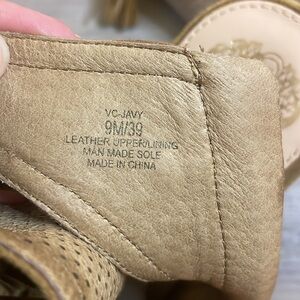 VC-JAVY
9M/39
LEATHER UPPER/LINING
MAN MADE SOLE
MADE IN CHINA